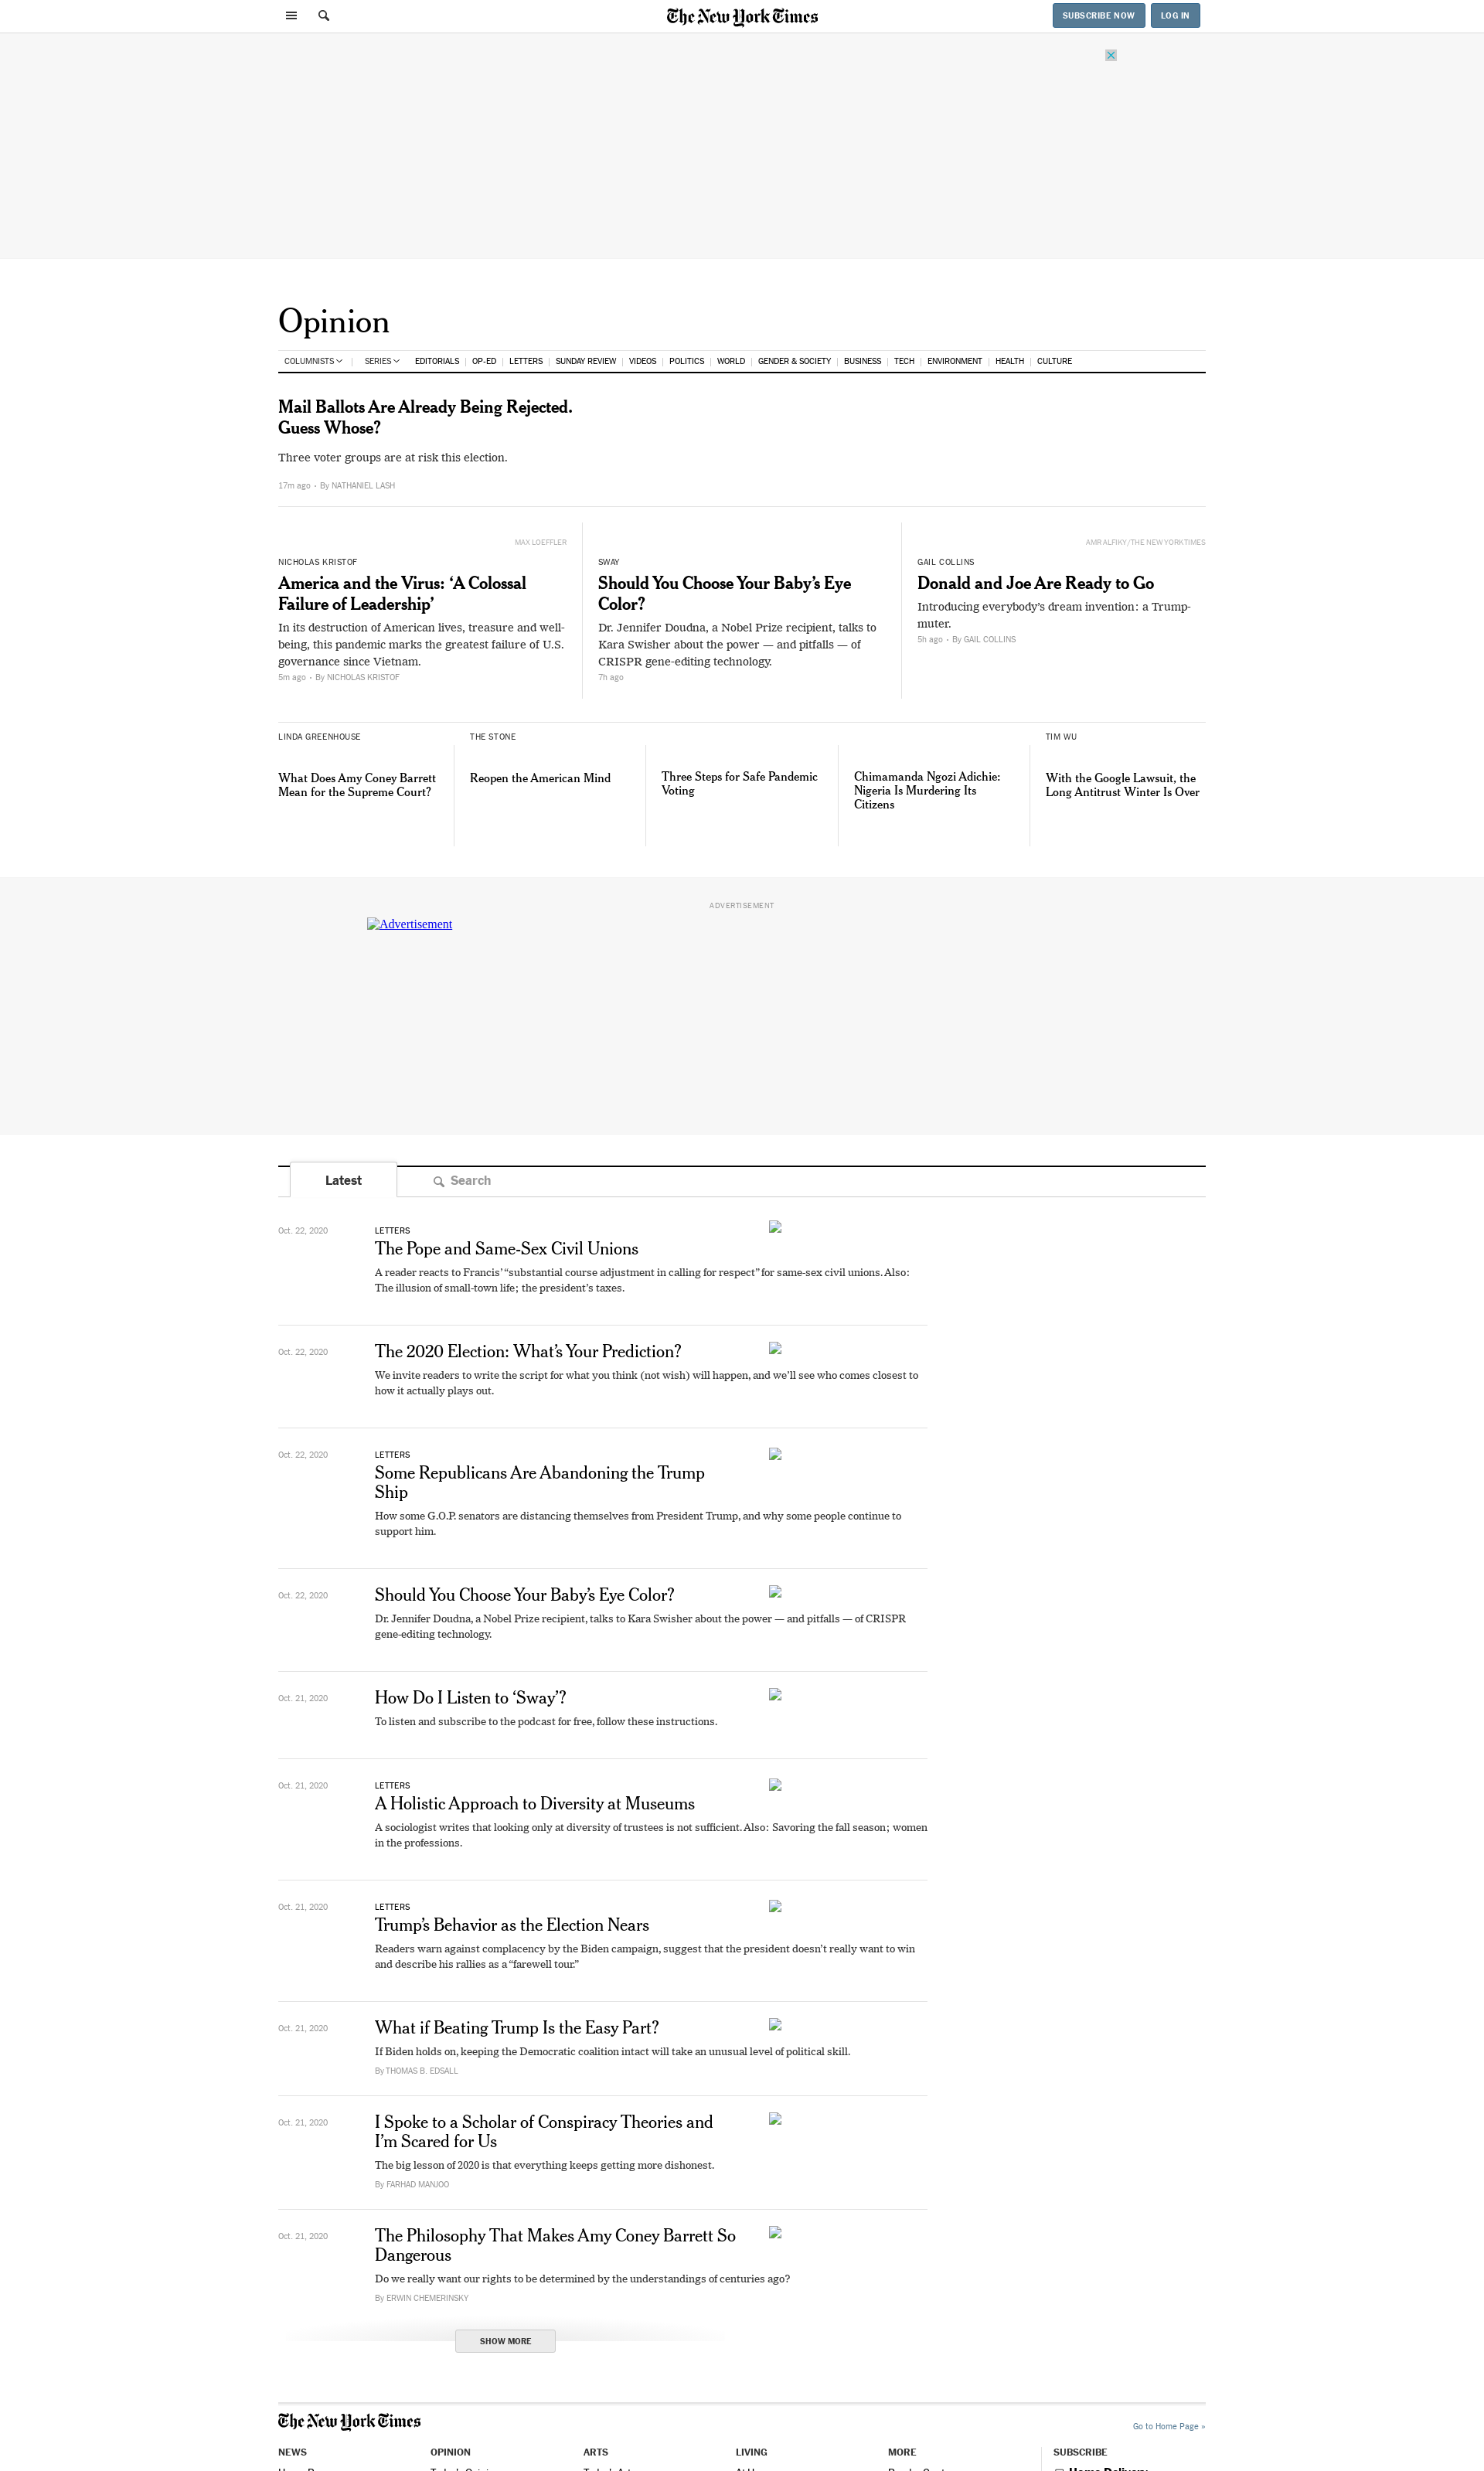 The New York Times
SUBSCRIBE NOW
LOG IN
Opinion
COLUMNISTS SERIES EDITORIALS OP-ED LETTERS SUNDAY REVIEW VIDEOS POLITICS WORLD GENDER & SOCIETY BUSINESS TECH ENVIRONMENT HEALTH CULTURE
Mail Ballots Are Already Being Rejected.
Guess Whose?
Three voter groups are at risk this election.
17m ago • By NATHANIEL LASH
MAX LOEFFLER
NICHOLAS KRISTOF
America and the Virus: ‘A Colossal
Failure of Leadership’
In its destruction of American lives, treasure and well-
being, this pandemic marks the greatest failure of U.S.
governance since Vietnam.
5m ago • By NICHOLAS KRISTOF
SWAY
Should You Choose Your Baby’s Eye
Color?
Dr. Jennifer Doudna, a Nobel Prize recipient, talks to
Kara Swisher about the power — and pitfalls — of
CRISPR gene-editing technology.
7h ago
AMR ALFIKY/THE NEW YORK TIMES
GAIL COLLINS
Donald and Joe Are Ready to Go
Introducing everybody’s dream invention: a Trump-
muter.
5h ago • By GAIL COLLINS
LINDA GREENHOUSE
What Does Amy Coney Barrett
Mean for the Supreme Court?
THE STONE
Reopen the American Mind
Three Steps for Safe Pandemic
Voting
Chimamanda Ngozi Adichie:
Nigeria Is Murdering Its
Citizens
TIM WU
With the Google Lawsuit, the
Long Antitrust Winter Is Over
ADVERTISEMENT
Advertisement
Latest
Search
Oct. 22, 2020
LETTERS
The Pope and Same-Sex Civil Unions
A reader reacts to Francis’ “substantial course adjustment in calling for respect” for same-sex civil unions. Also:
The illusion of small-town life; the president’s taxes.
Oct. 22, 2020
The 2020 Election: What’s Your Prediction?
We invite readers to write the script for what you think (not wish) will happen, and we’ll see who comes closest to
how it actually plays out.
Oct. 22, 2020
LETTERS
Some Republicans Are Abandoning the Trump
Ship
How some G.O.P. senators are distancing themselves from President Trump, and why some people continue to
support him.
Oct. 22, 2020
Should You Choose Your Baby’s Eye Color?
Dr. Jennifer Doudna, a Nobel Prize recipient, talks to Kara Swisher about the power — and pitfalls — of CRISPR
gene-editing technology.
Oct. 21, 2020
How Do I Listen to ‘Sway’?
To listen and subscribe to the podcast for free, follow these instructions.
Oct. 21, 2020
LETTERS
A Holistic Approach to Diversity at Museums
A sociologist writes that looking only at diversity of trustees is not sufficient. Also: Savoring the fall season; women
in the professions.
Oct. 21, 2020
LETTERS
Trump’s Behavior as the Election Nears
Readers warn against complacency by the Biden campaign, suggest that the president doesn’t really want to win
and describe his rallies as a “farewell tour.”
Oct. 21, 2020
What if Beating Trump Is the Easy Part?
If Biden holds on, keeping the Democratic coalition intact will take an unusual level of political skill.
By THOMAS B. EDSALL
Oct. 21, 2020
I Spoke to a Scholar of Conspiracy Theories and
I’m Scared for Us
The big lesson of 2020 is that everything keeps getting more dishonest.
By FARHAD MANJOO
Oct. 21, 2020
The Philosophy That Makes Amy Coney Barrett So
Dangerous
Do we really want our rights to be determined by the understandings of centuries ago?
By ERWIN CHEMERINSKY
SHOW MORE
The New York Times
Go to Home Page »
NEWS OPINION ARTS LIVING MORE SUBSCRIBE